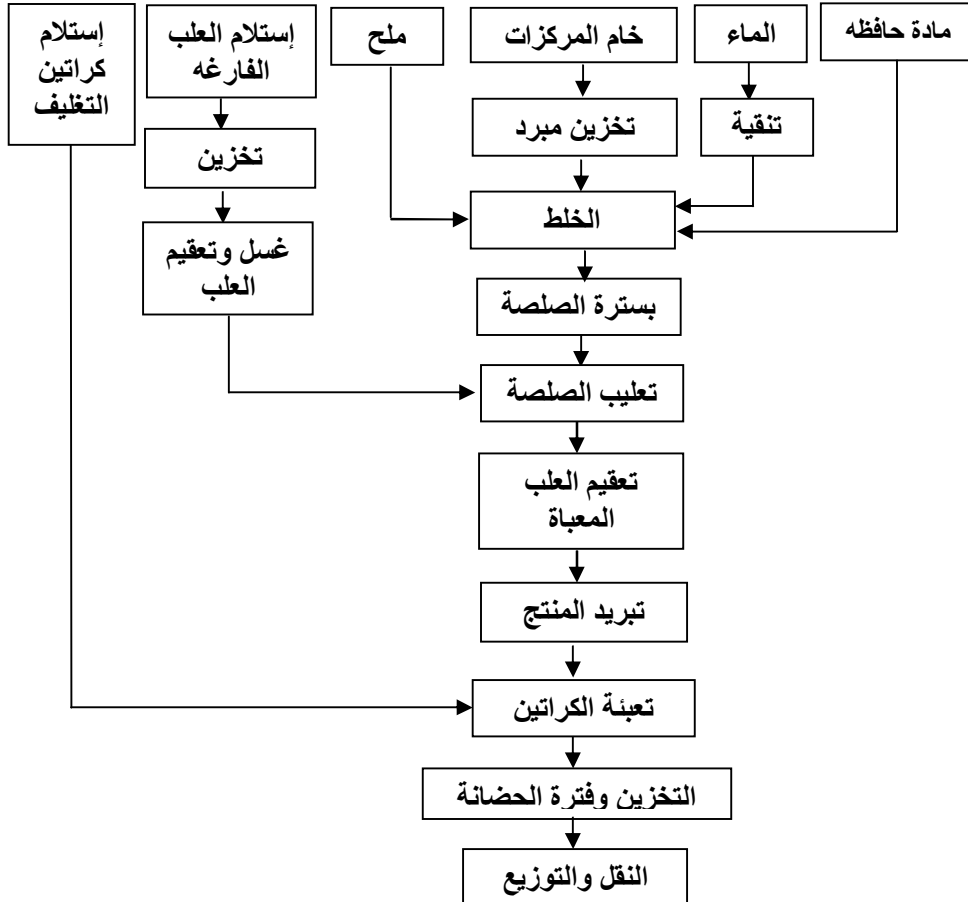 إستلام
كراتين
التغليف
إستلام العلب
الفارغه
ملح
خام المركزات
الماء
مادة حافظه
تخزين
تخزين مبرد
تنقية
غسل وتعقيم
العلب
الخلط
بسترة الصلصة
تعليب الصلصة
تعقيم العلب
المعباة
تبريد المنتج
تعبئة الكراتين
التخزين وفترة الحضانة
النقل والتوزيع